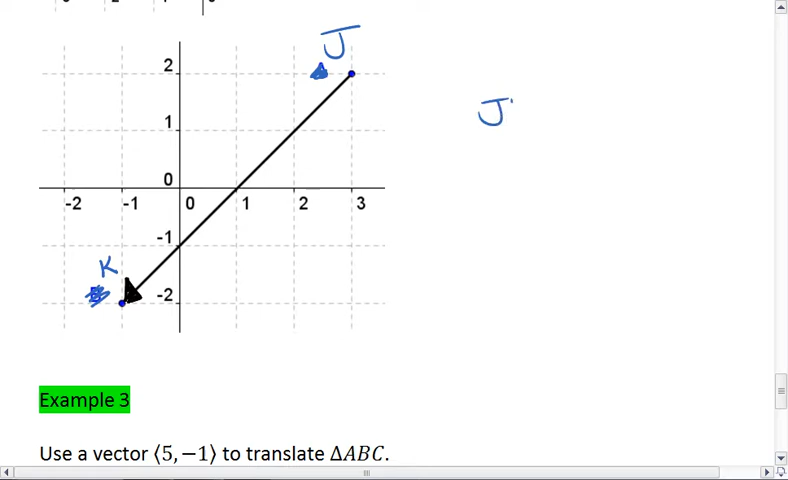 J
2
1
0
-2 -1 0 1 2 3
-1
K
-2
J
Example 3
Use a vector ⟨5, −1⟩ to translate ΔABC.